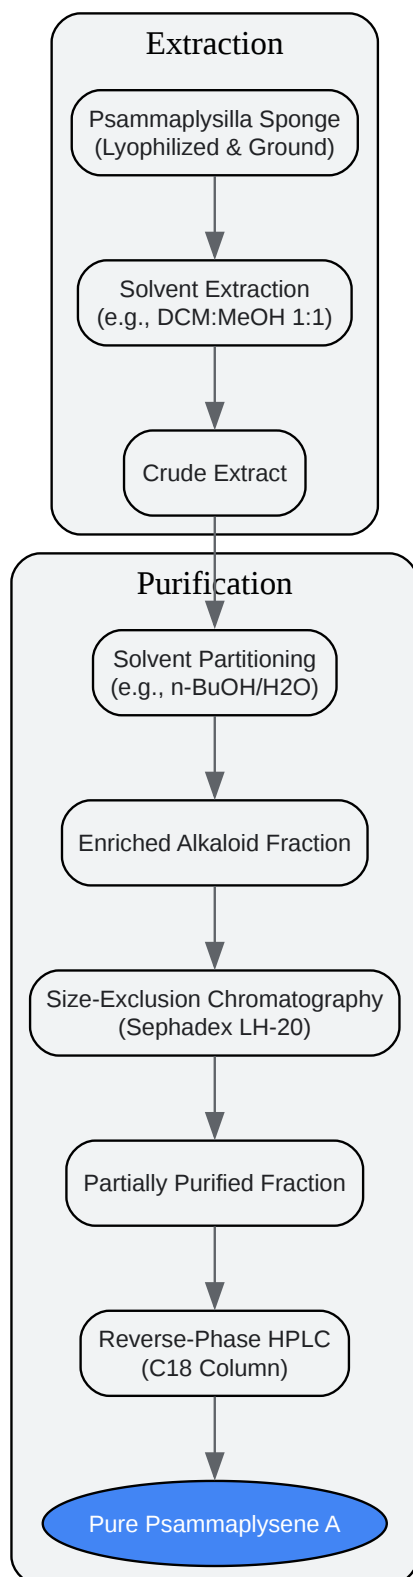 Extraction
Psammaplysilla Sponge
(Lyophilized & Ground)
Solvent Extraction
(e.g., DCM:MeOH 1:1)
Crude Extract
Purification
Solvent Partitioning
(e.g., n-BuOH/H2O)
Enriched Alkaloid Fraction
Size-Exclusion Chromatography
(Sephadex LH-20)
Partially Purified Fraction
Reverse-Phase HPLC
(C18 Column)
Pure Psammaplysene A